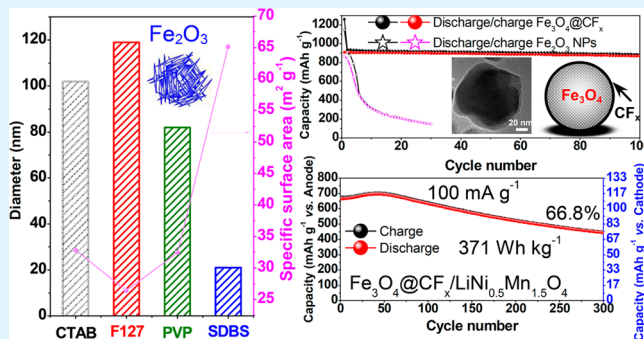 Fe2O3
Diameter (nm)
120
100
80
60
40
20
0
CTAB F127 PVP SDBS
70
65
60
55
50
45
40
35
30
25
Specific surface area (m² g⁻¹)
Capacity (mAh g⁻¹)
1400
1200
1000
800
600
400
200
0
Discharge/charge Fe3O4@CFx
Discharge/charge Fe2O3 NPs
20 nm
Fe3O4
CFx
0 20 40 60 80 100
Cycle number
Capacity (mAh g⁻¹ vs. Anode)
800
700
600
500
400
300
200
100
0
100 mA g⁻¹
66.8%
Charge
Discharge
371 Wh kg⁻¹
Fe3O4@CFx/LiNi0.5Mn1.5O4
133
117
100
83
67
50
33
17
0
Capacity (mAh g⁻¹ vs. Cathode)
0 50 100 150 200 250 300
Cycle number